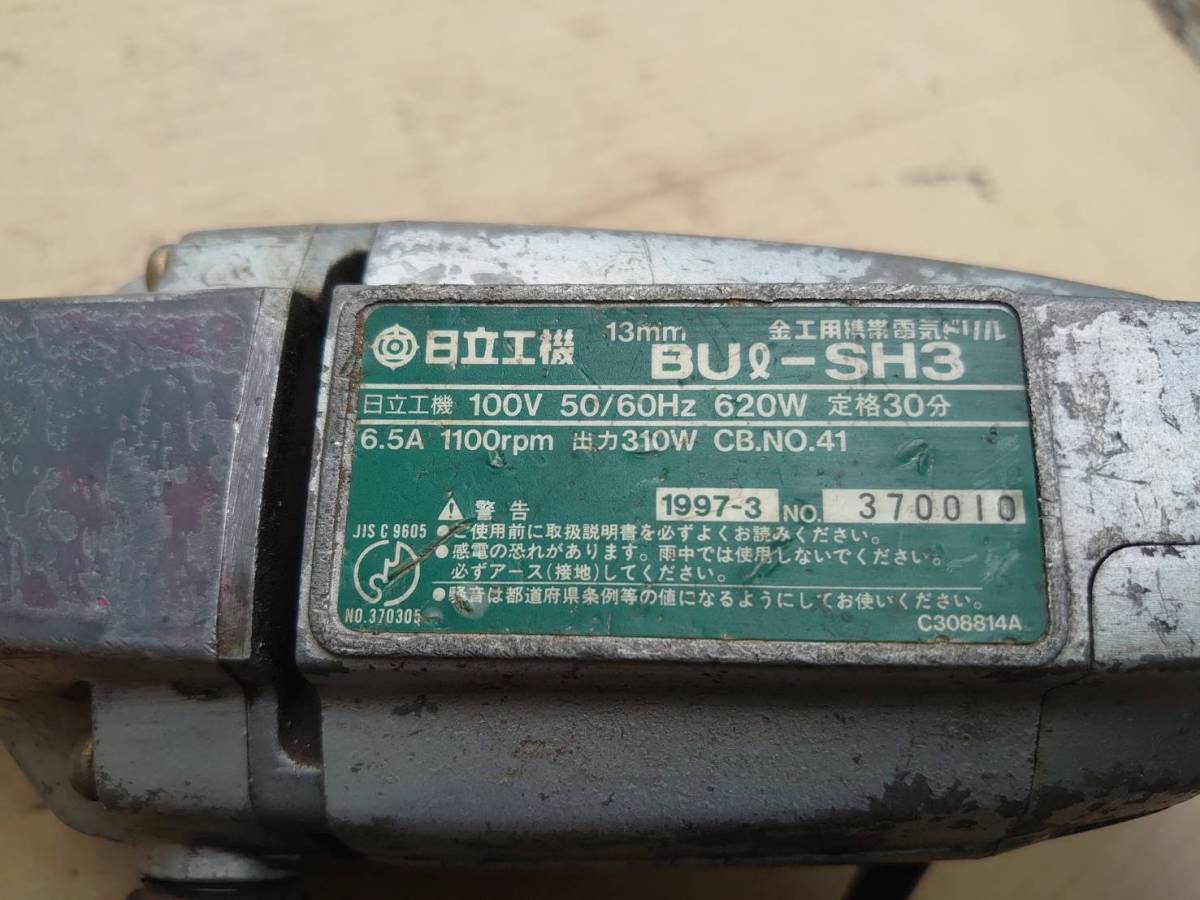 日立工機 13mm 金工用携帯電気ドリル
BUℓ-SH3
日立工機 100V 50/60Hz 620W 定格30分
6.5A 1100rpm 出力310W CB.NO.41
1997-3 NO. 370010
⚠ 警告
JIS C 9605
●ご使用前に取扱説明書を必ずよくお読みください。
●感電の恐れがあります。雨中では使用しないでください。
必ずアース(接地)してください。
●騒音は都道府県条例等の値になるようにしてお使いください。
NO.370305
C308814A